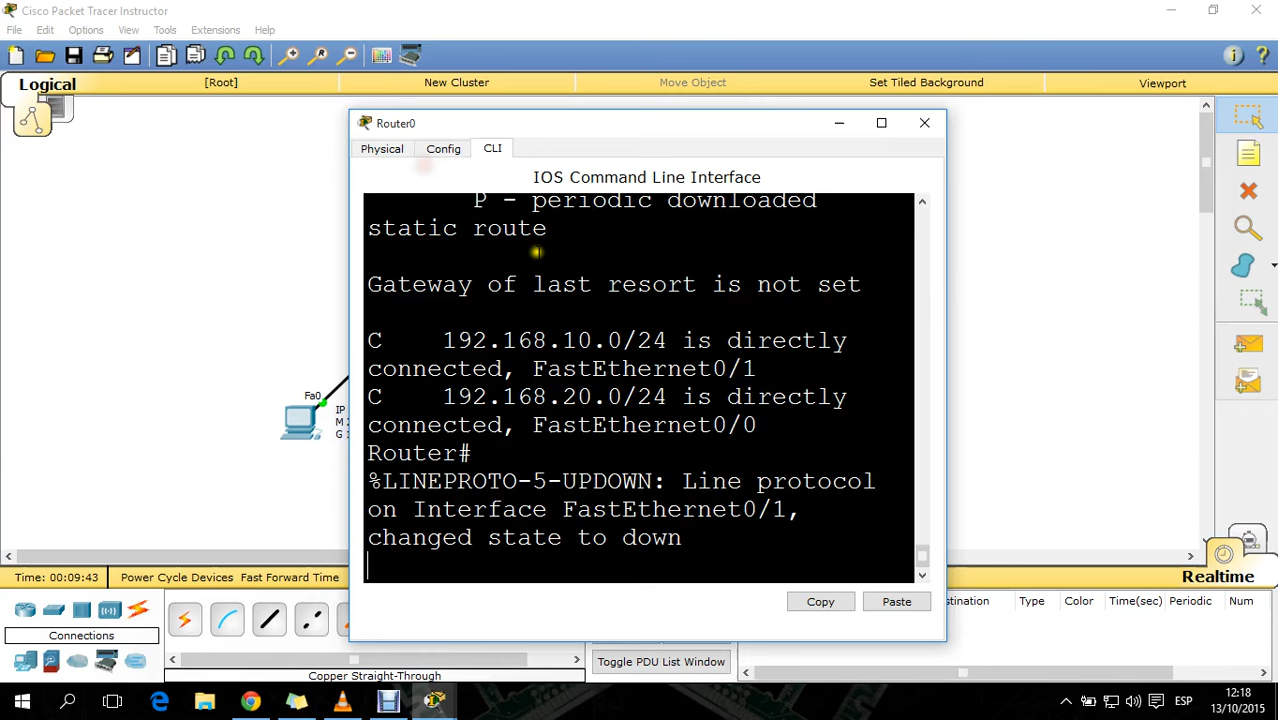 Cisco Packet Tracer Instructor
File Edit Options View Tools Extensions Help
Logical [Root] New Cluster Move Object Set Tiled Background Viewport
Router0
Physical Config CLI
IOS Command Line Interface
P - periodic downloaded
static route
Gateway of last resort is not set
C 192.168.10.0/24 is directly
connected, FastEthernet0/1
C 192.168.20.0/24 is directly
connected, FastEthernet0/0
Router#
%LINEPROTO-5-UPDOWN: Line protocol
on Interface FastEthernet0/1,
changed state to down
Copy Paste
Fa0
IP
M
G
Time: 00:09:43 Power Cycle Devices Fast Forward Time Realtime
Connections
Copper Straight-Through
Toggle PDU List Window
Type Color Time(sec) Periodic Num
ESP
12:18
13/10/2015